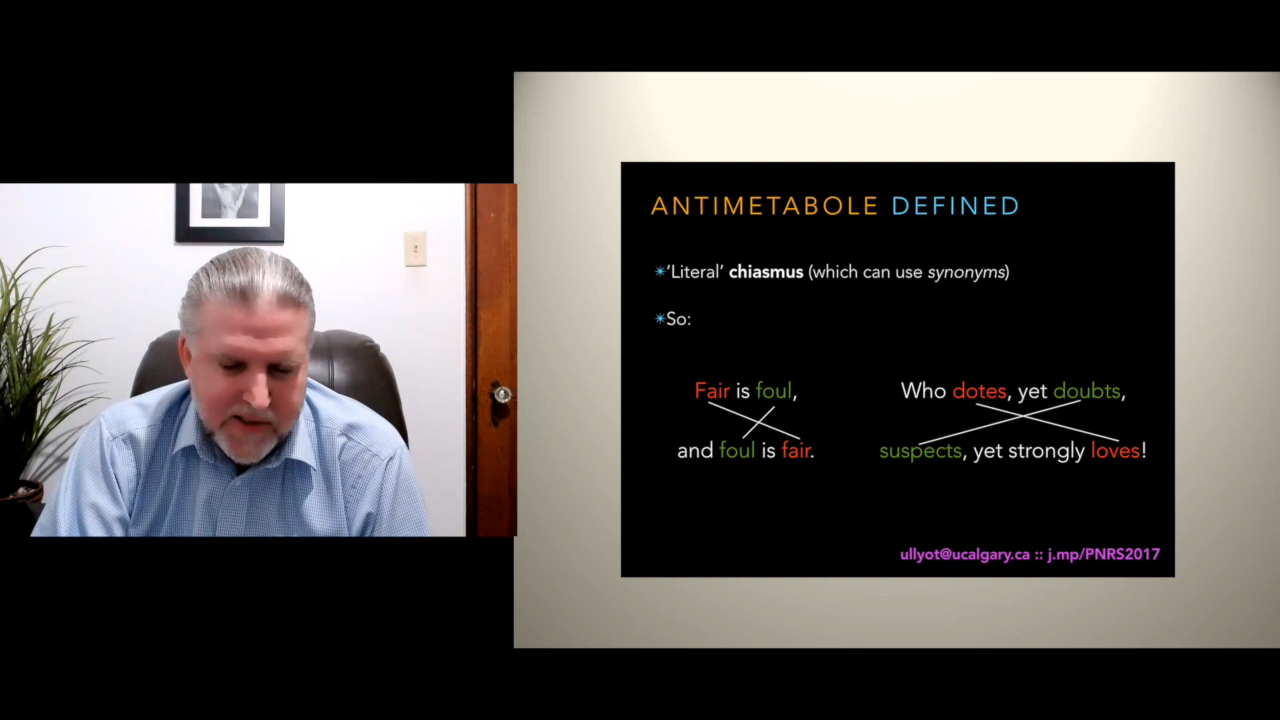 ANTIMETABOLE DEFINED
*'Literal' chiasmus (which can use synonyms)
*So:
Fair is foul,
and foul is fair.
Who dotes, yet doubts,
suspects, yet strongly loves!
ullyot@ucalgary.ca :: j.mp/PNRS2017